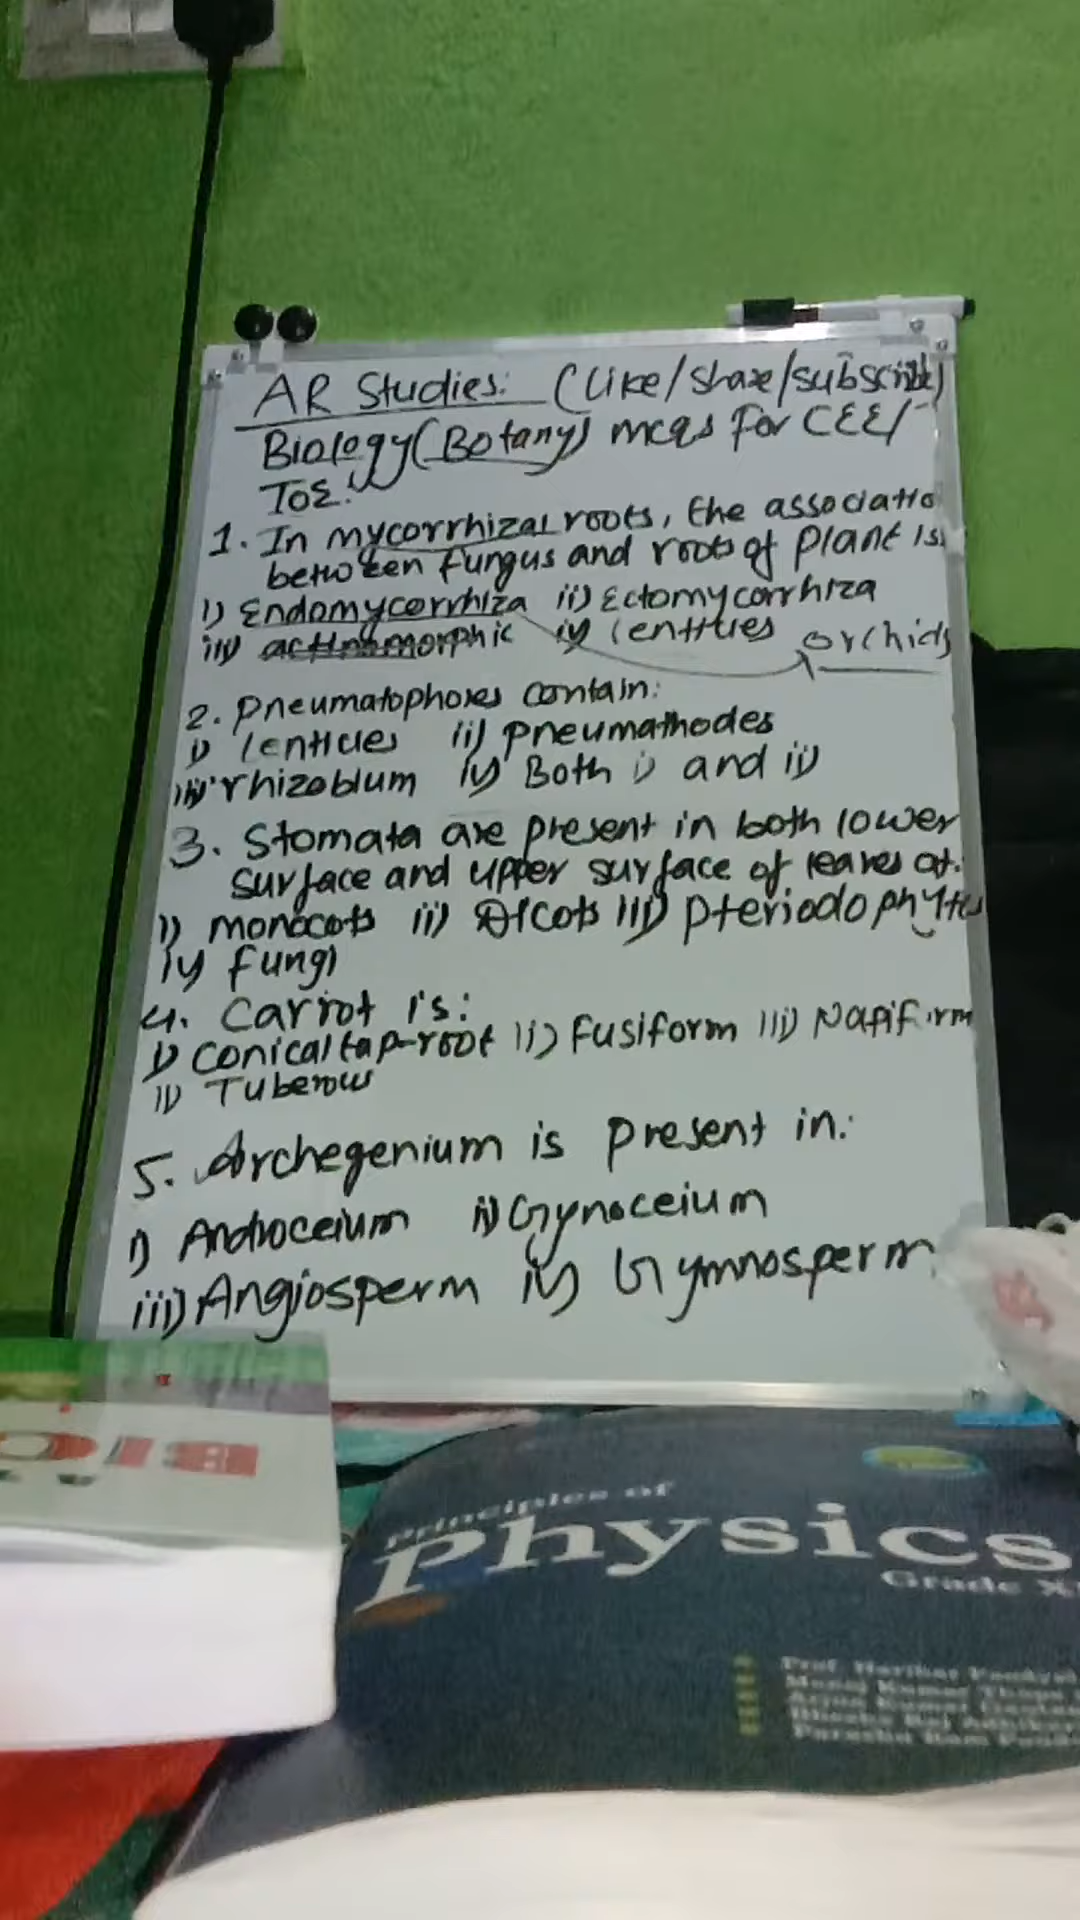 AR Studies: (Like/share/subscribe)
Biology(Botany) mcqs For CEE/
IOE:
1. In mycorrhizal roots, the associatio
between fungus and roots of plant is
i) Endomycorrhiza ii) Ectomycorrhiza
iii) actinomorphic iv) lenticles orchids
2. Pneumatophores contain:
i) lenticles ii) pneumathodes
iii) rhizobium iv) Both i) and ii)
3. Stomata are present in both lower
surface and upper surface of leaves of:
i) monocots ii) Dicots iii) pteriodophytes
iv) fungi
4. Carrot is:
i) conical tap-root ii) Fusiform iii) Napiform
iv) Tuberous
5. Archegenium is present in:
i) Androceium ii) Gynoceium
iii) Angiosperm iv) Gymnosperm
Principles of
Physics
Grade X